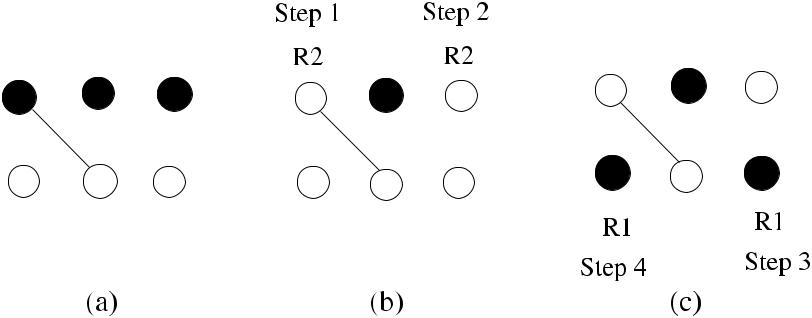 Step 1
R2
Step 2
R2
R1
Step 4
R1
Step 3
(a)
(b)
(c)